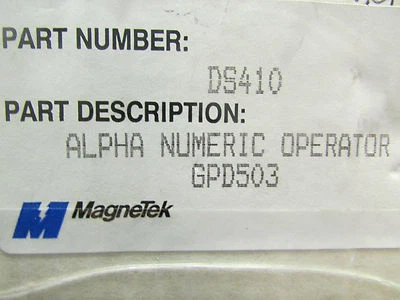 PART NUMBER:
DS410
PART DESCRIPTION:
ALPHA NUMERIC OPERATOR
GPD503
MagneTek